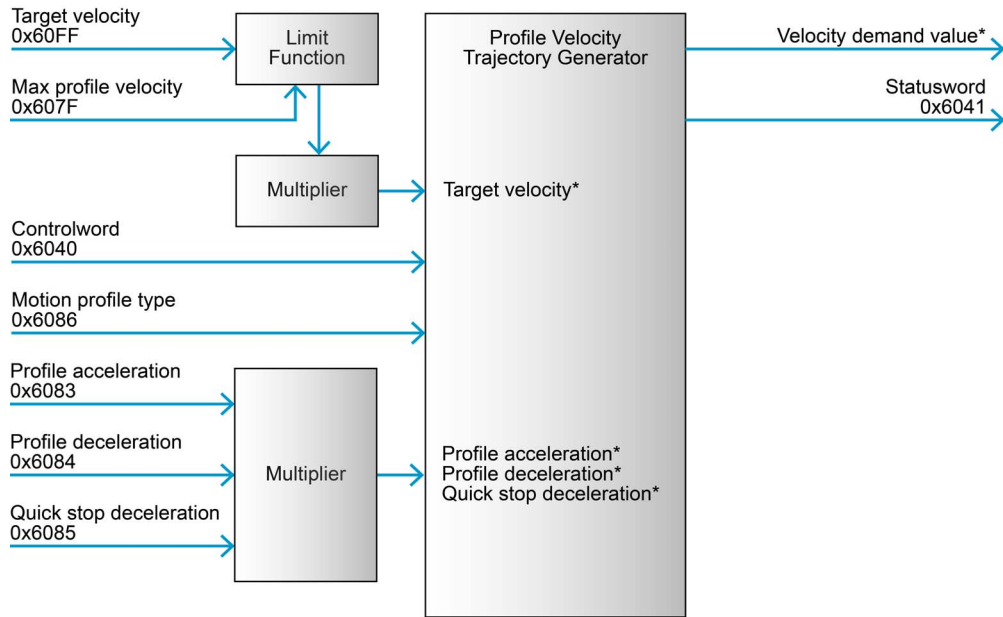 Target velocity
0x60FF
Max profile velocity
0x607F
Limit
Function
Multiplier
Controlword
0x6040
Motion profile type
0x6086
Profile acceleration
0x6083
Profile deceleration
0x6084
Quick stop deceleration
0x6085
Multiplier
Profile Velocity
Trajectory Generator
Target velocity*
Profile acceleration*
Profile deceleration*
Quick stop deceleration*
Velocity demand value*
Statusword
0x6041